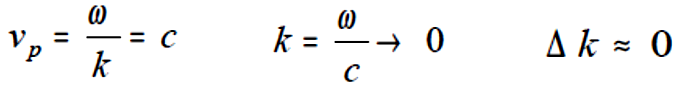 v_p = ω/k = c    k = ω/c → 0    Δ k ≈ 0